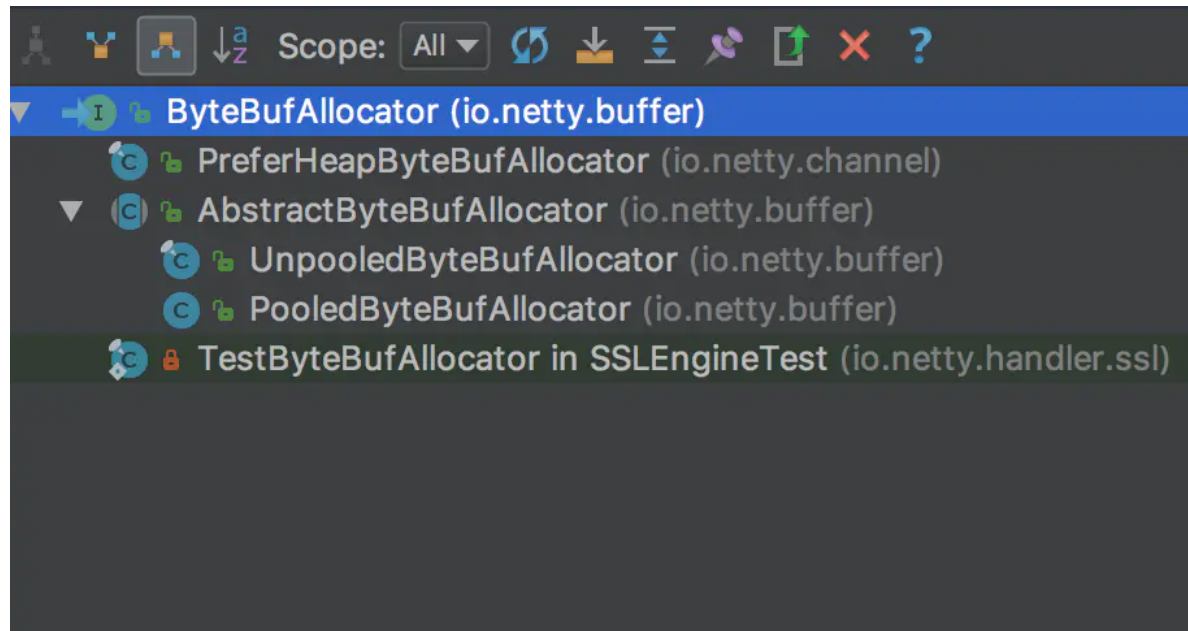 Scope: All ?
ByteBufAllocator (io.netty.buffer)
PreferHeapByteBufAllocator (io.netty.channel)
AbstractByteBufAllocator (io.netty.buffer)
UnpooledByteBufAllocator (io.netty.buffer)
PooledByteBufAllocator (io.netty.buffer)
TestByteBufAllocator in SSLEngineTest (io.netty.handler.ssl)